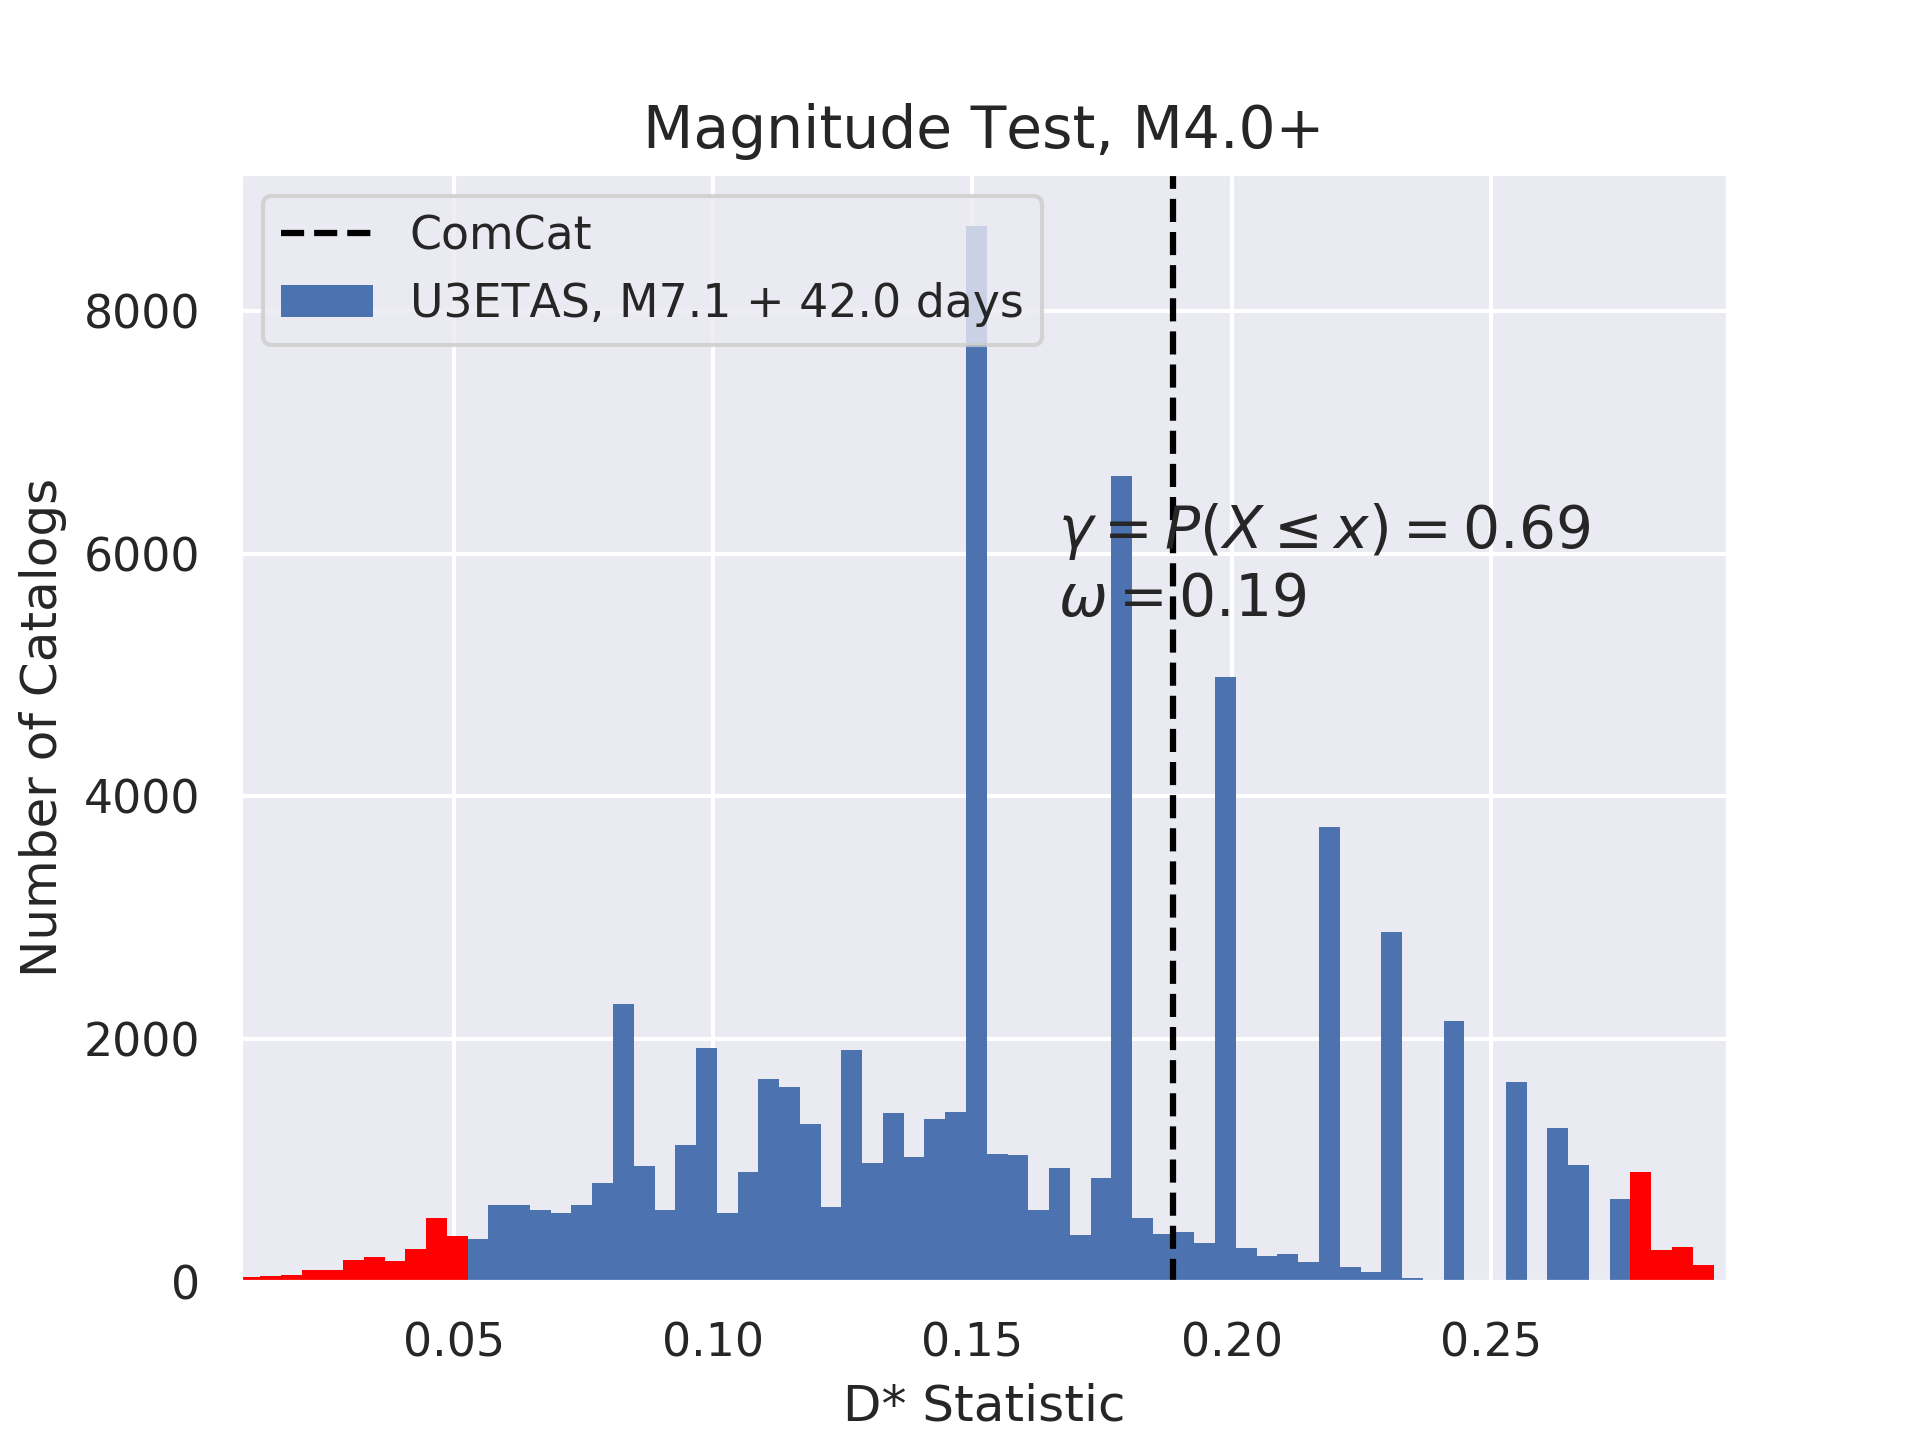 Magnitude Test, M4.0+
ComCat
U3ETAS, M7.1 + 42.0 days
γ = P(X ≤ x) = 0.69
ω = 0.19
Number of Catalogs
8000
6000
4000
2000
0
0.05 0.10 0.15 0.20 0.25
D* Statistic